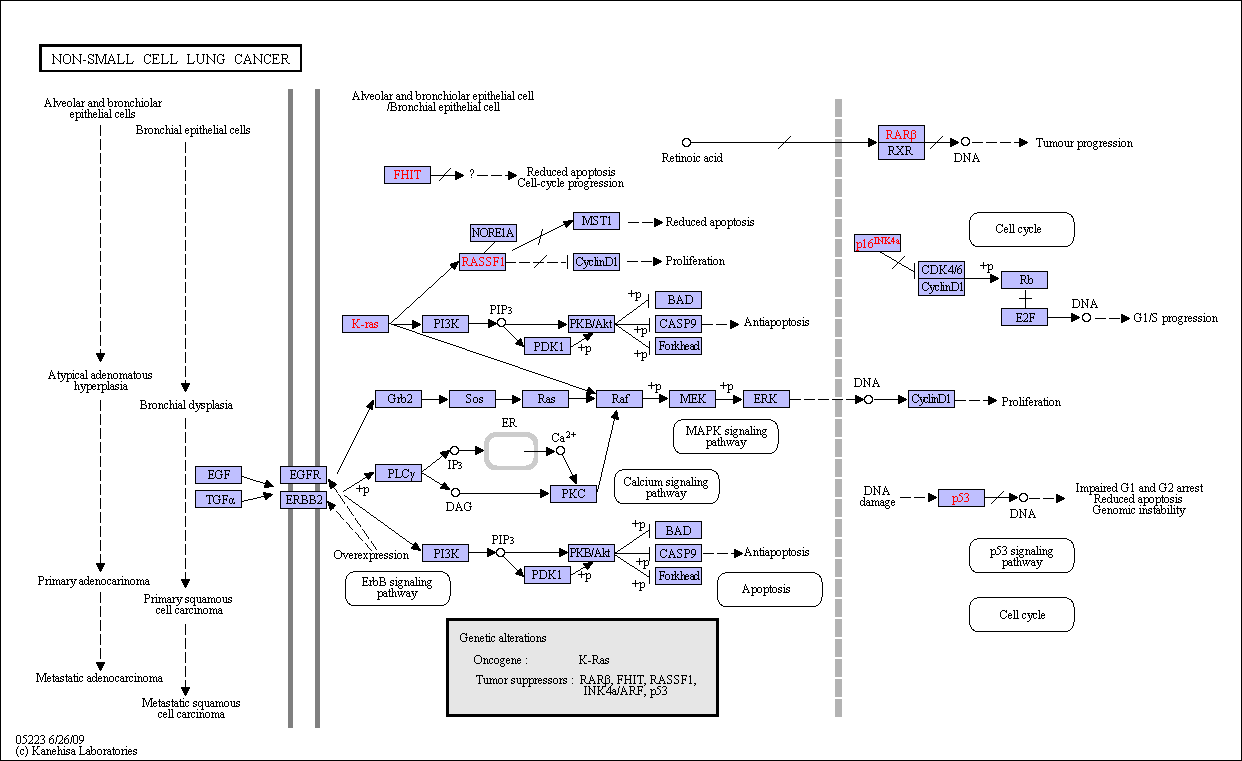 NON-SMALL CELL LUNG CANCER
Alveolar and bronchiolar
epithelial cells
Bronchial epithelial cells
Atypical adenomatous
hyperplasia
Bronchial dysplasia
Primary adenocarinoma
Primary squamous
cell carcinoma
Metastatic adenocarcinoma
Metastatic squamous
cell carcinoma
Alveolar and bronchiolar epithelial cell
/Bronchial epithelial cell
Retinoic acid
RARβ
RXR
DNA
Tumour progression
FHIT
?
Reduced apoptosis
Cell-cycle progression
NORE1A
MST1
Reduced apoptosis
RASSF1
CyclinD1
Proliferation
p16INK4a
Cell cycle
CDK4/6
CyclinD1
+p
Rb
E2F
DNA
G1/S progression
K-ras
PI3K
PIP3
PDK1
+p
PKB/Akt
+p
+p
+p
BAD
CASP9
Forkhead
Antiapoptosis
Grb2
Sos
Ras
Raf
+p
MEK
+p
ERK
DNA
CyclinD1
Proliferation
MAPK signaling
pathway
EGF
TGFα
EGFR
ERBB2
+p
PLCγ
IP3
DAG
ER
Ca2+
PKC
Calcium signaling
pathway
DNA
damage
p53
DNA
Impaired G1 and G2 arrest
Reduced apoptosis
Genomic instability
Overexpression
PI3K
PIP3
PDK1
+p
PKB/Akt
+p
+p
+p
BAD
CASP9
Forkhead
Antiapoptosis
ErbB signaling
pathway
Apoptosis
p53 signaling
pathway
Cell cycle
Genetic alterations
Oncogene : K-Ras
Tumor suppressors : RARβ, FHIT, RASSF1,
INK4a/ARF, p53
05223 6/26/09
(c) Kanehisa Laboratories